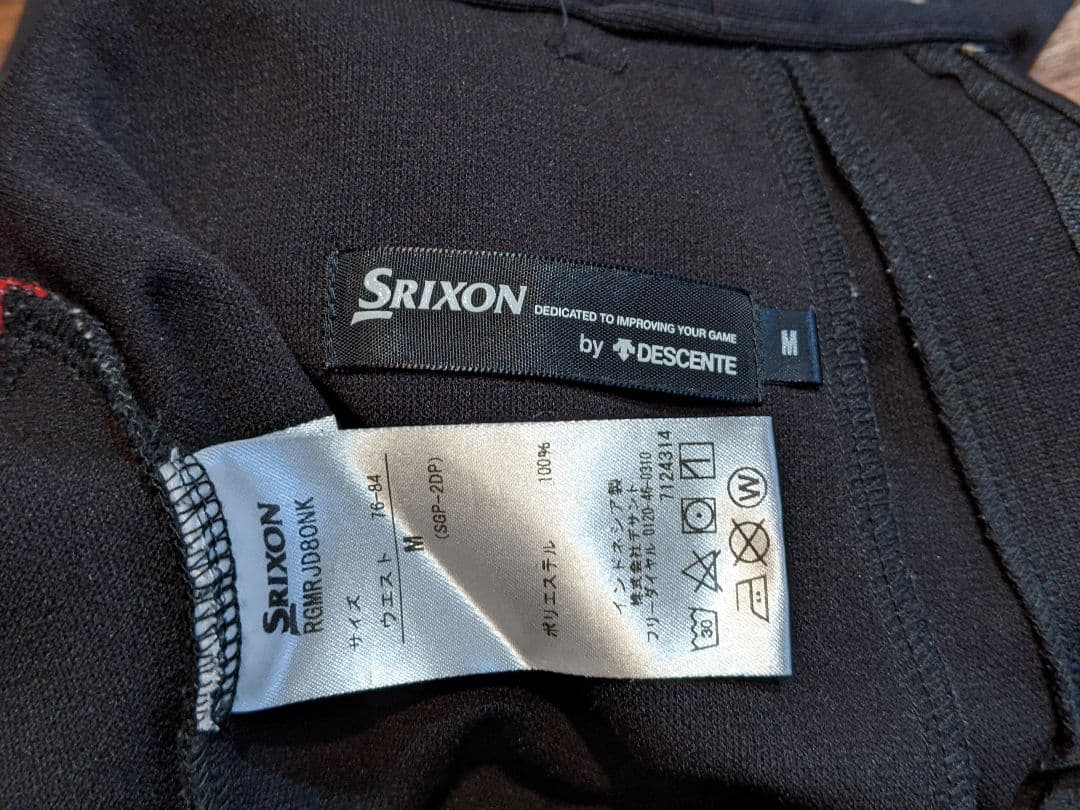 SRIXON DEDICATED TO IMPROVING YOUR GAME
by DESCENTE
M
SRIXON
RGMRJD80NK
サイズ
ウエスト 76-84
M
(SGP-2DP)
ポリエステル 100%
インドネシア製
株式会社デサント
フリーダイヤル 0120-46-0310
7124314
30
W